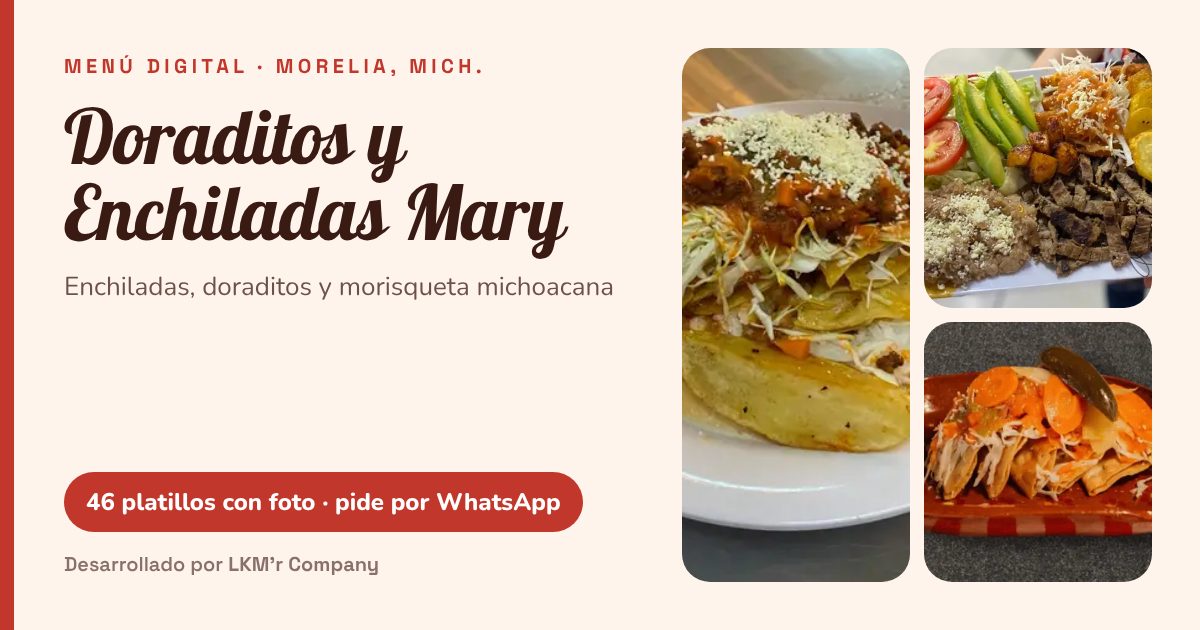 MENÚ DIGITAL · MORELIA, MICH.
Doraditos y
Enchiladas Mary
Enchiladas, doraditos y morisqueta michoacana
46 platillos con foto · pide por WhatsApp
Desarrollado por LKM’r Company